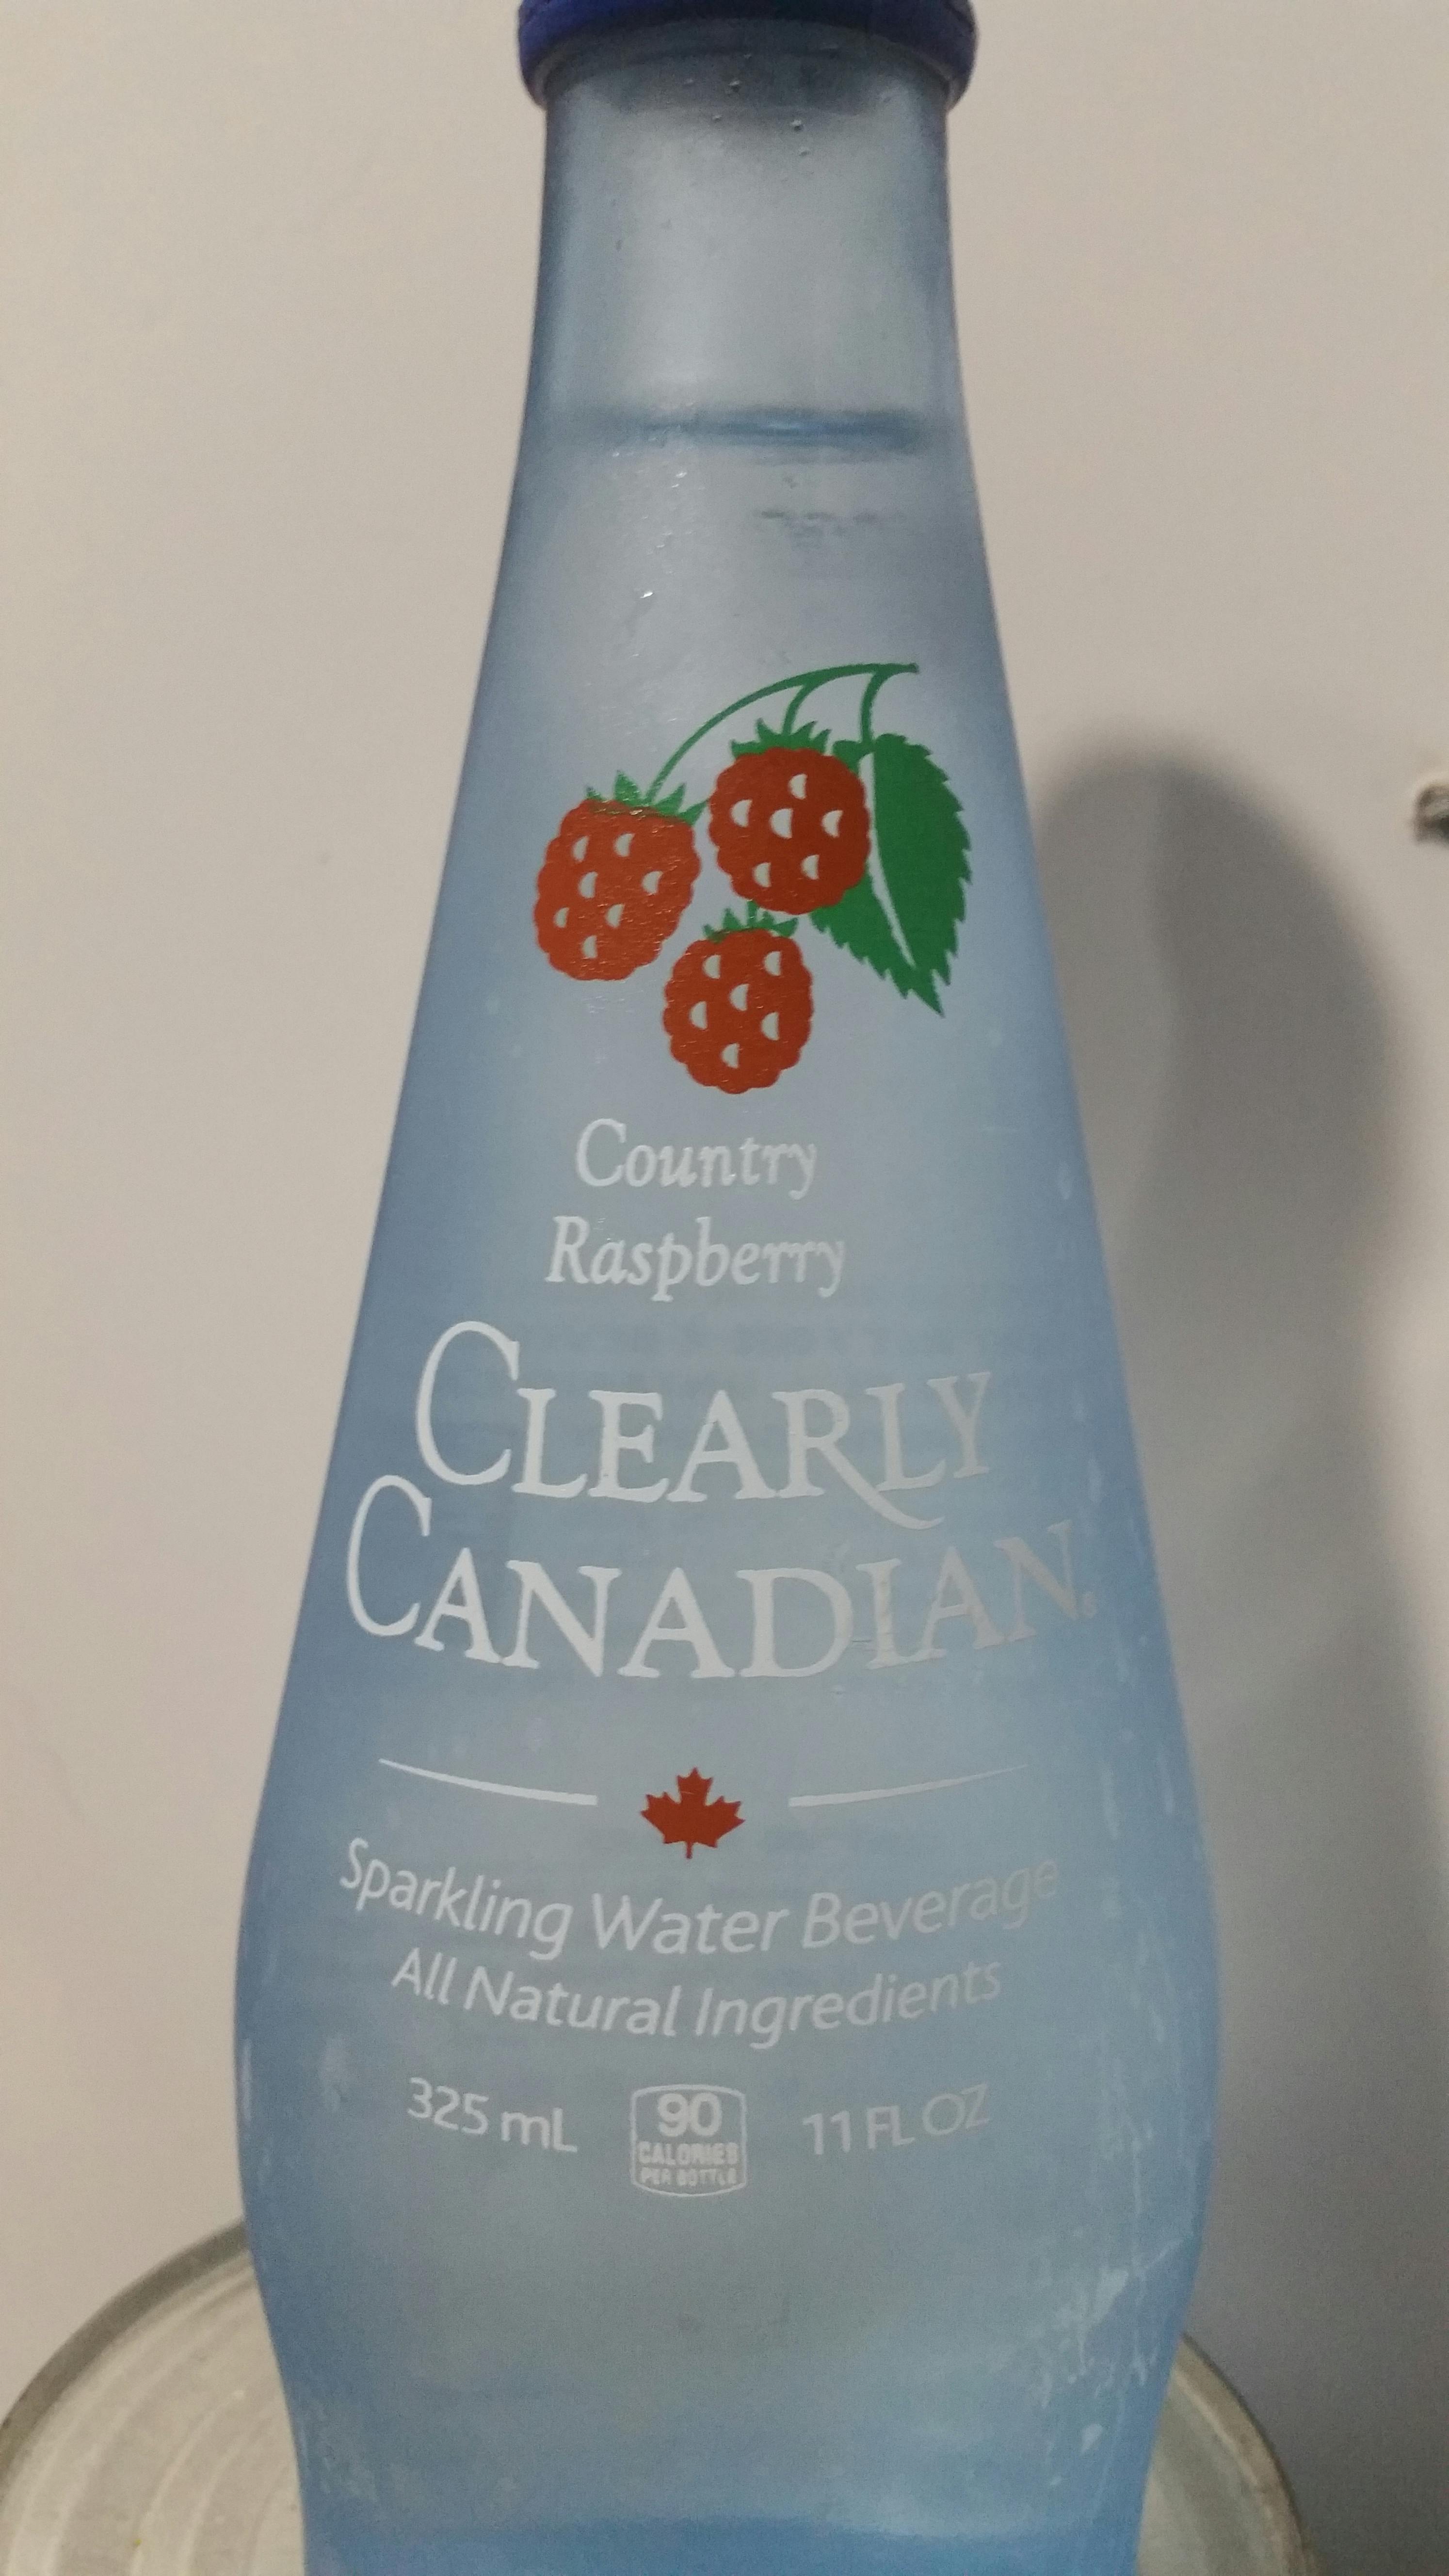 Country
Raspberry
CLEARLY
CANADIAN®
Sparkling Water Beverage
All Natural Ingredients
325 mL
90
CALORIES
PER BOTTLE
11 FL OZ